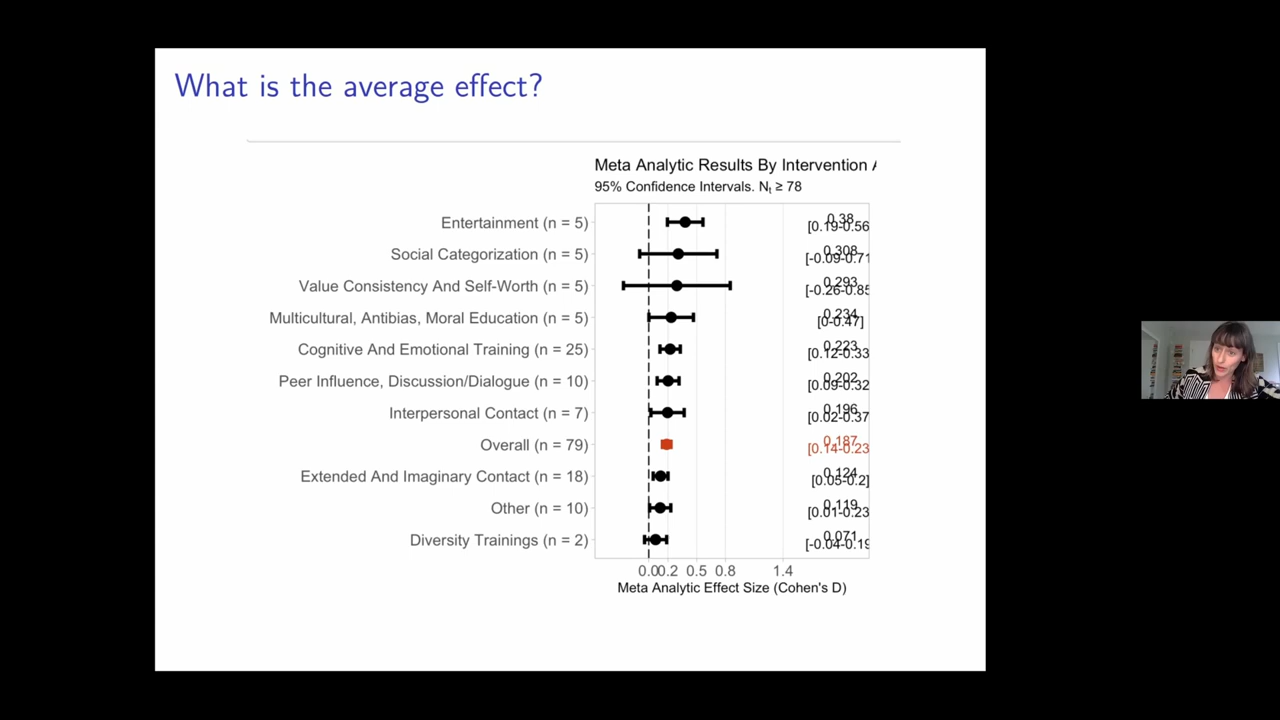 What is the average effect?
Meta Analytic Results By Intervention A
95% Confidence Intervals. Nt ≥ 78
Entertainment (n = 5)
0.38
[0.19-0.56
Social Categorization (n = 5)
0.308
[-0.09-0.71
Value Consistency And Self-Worth (n = 5)
0.293
[-0.26-0.85
Multicultural, Antibias, Moral Education (n = 5)
0.234
[0-0.47]
Cognitive And Emotional Training (n = 25)
0.223
[0.12-0.33
Peer Influence, Discussion/Dialogue (n = 10)
0.202
[0.09-0.32
Interpersonal Contact (n = 7)
0.196
[0.02-0.37
Overall (n = 79)
0.187
[0.14-0.23
Extended And Imaginary Contact (n = 18)
0.124
[0.05-0.2]
Other (n = 10)
0.119
[0.01-0.23
Diversity Trainings (n = 2)
0.071
[-0.04-0.19
0.0 0.2 0.5 0.8 1.4
Meta Analytic Effect Size (Cohen's D)